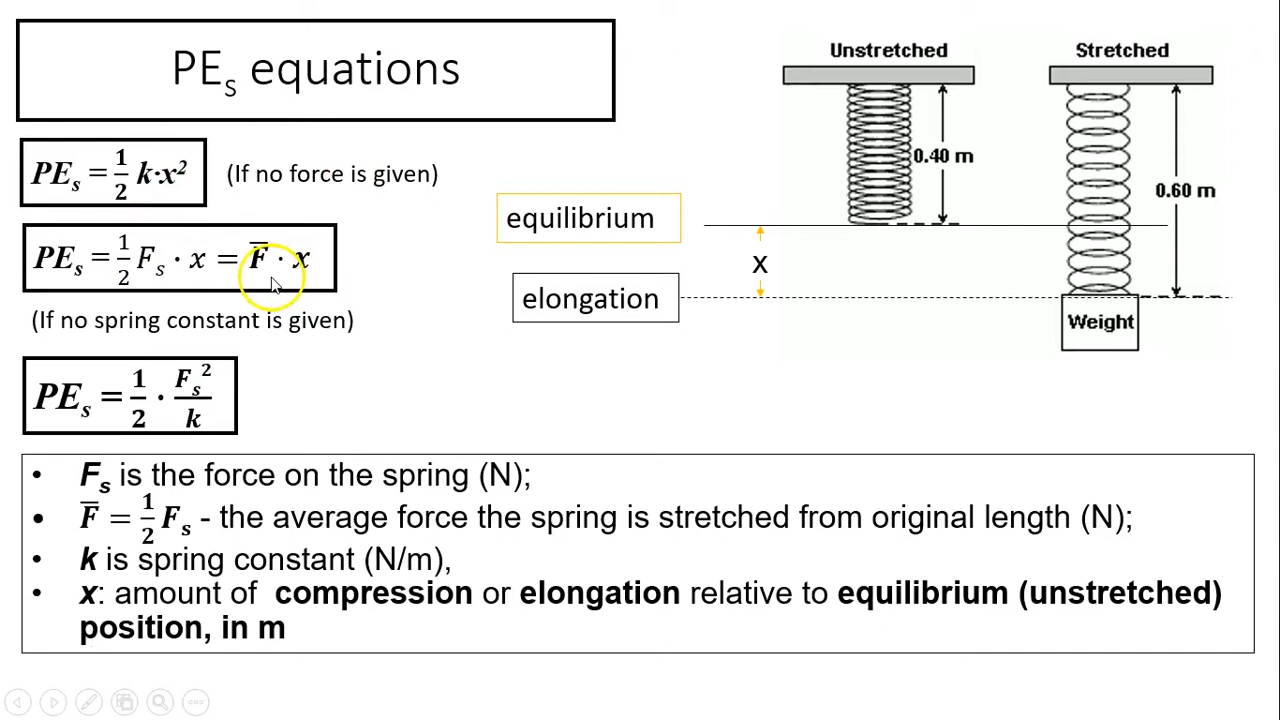 PEₛ equations
PEₛ = 1/2 k·x² (If no force is given)
PEₛ = 1/2 Fₛ · x = F̅ · x
(If no spring constant is given)
PEₛ = 1/2 · Fₛ²/k
Unstretched
Stretched
0.40 m
0.60 m
equilibrium
x
elongation
Weight
• Fₛ is the force on the spring (N);
• F̅ = 1/2 Fₛ - the average force the spring is stretched from original length (N);
• k is spring constant (N/m),
• x: amount of compression or elongation relative to equilibrium (unstretched)
position, in m